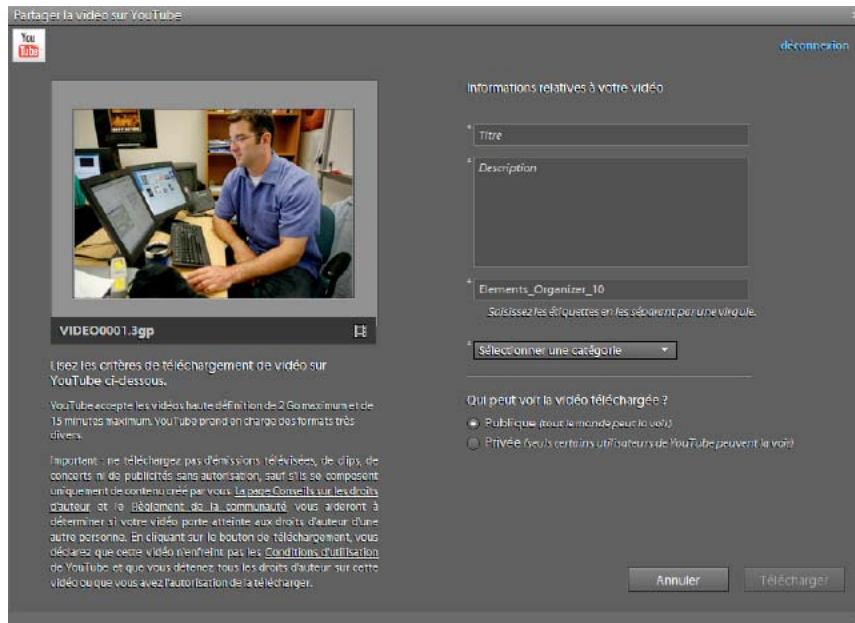 Partager la vidéo sur YouTube
You
Tube
déconnexion
VIDEO0001.3gp
Lisez les critères de téléchargement de vidéo sur
YouTube ci-dessous.
YouTube accepte les vidéos haute définition de 2 Go maximum et de
15 minutes maximum. YouTube prend en charge des formats très
divers.
Important : ne téléchargez pas d'émissions télévisées, de clips, de
concerts ni de publicités sans autorisation, sauf s'ils se composent
uniquement de contenu créé par vous. La page Conseils sur les droits
d'auteur et le Règlement de la communauté vous aideront à
déterminer si votre vidéo porte atteinte aux droits d'auteur d'une
autre personne. En cliquant sur le bouton de téléchargement, vous
déclarez que cette vidéo n'enfreint pas les Conditions d'utilisation
de YouTube et que vous détenez tous les droits d'auteur sur cette
vidéo ou que vous avez l'autorisation de la télécharger.
Informations relatives à votre vidéo
* Titre
* Description
* Elements_Organizer_10
Saisissez les étiquettes en les séparant par une virgule.
* Sélectionner une catégorie
Qui peut voir la vidéo téléchargée ?
Publique (tout le monde peut la voir)
Privée (seuls certains utilisateurs de YouTube peuvent la voir)
Annuler
Télécharger